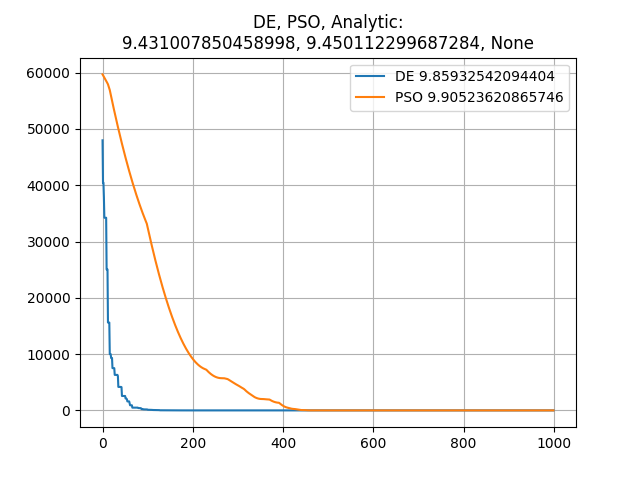 DE, PSO, Analytic:
9.431007850458998, 9.450112299687284, None
DE 9.85932542094404
PSO 9.90523620865746
60000
50000
40000
30000
20000
10000
0
0 200 400 600 800 1000